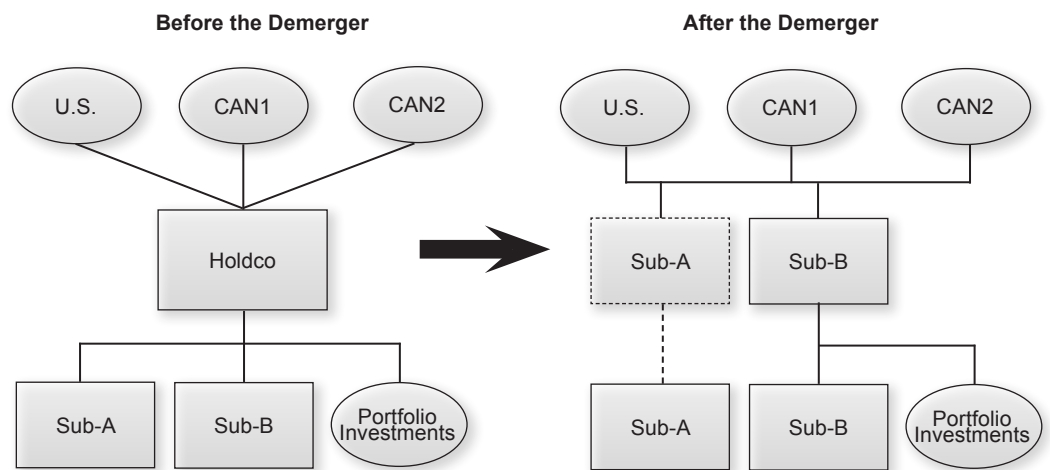 Before the Demerger
U.S.
CAN1
CAN2
Holdco
Sub-A
Sub-B
Portfolio
Investments
After the Demerger
U.S.
CAN1
CAN2
Sub-A
Sub-B
Sub-A
Sub-B
Portfolio
Investments